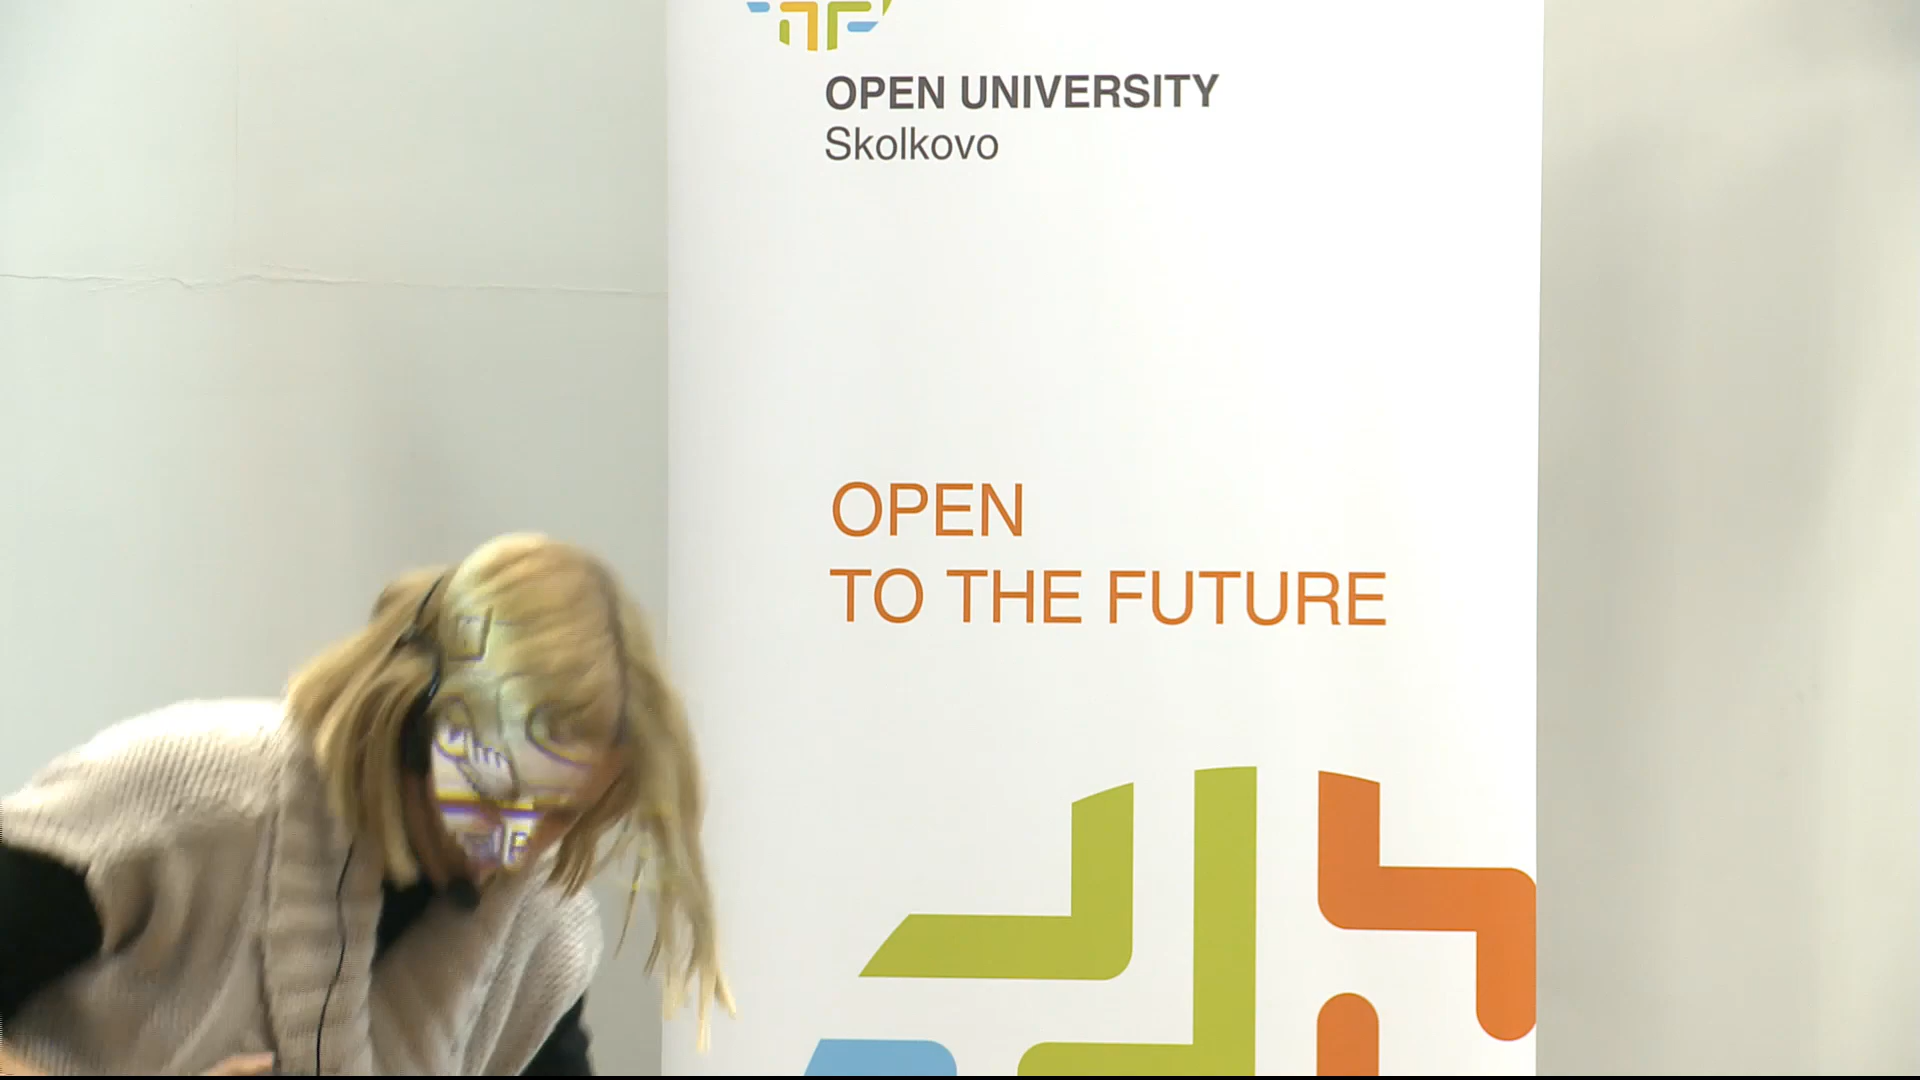 OPEN UNIVERSITY
Skolkovo
OPEN
TO THE FUTURE